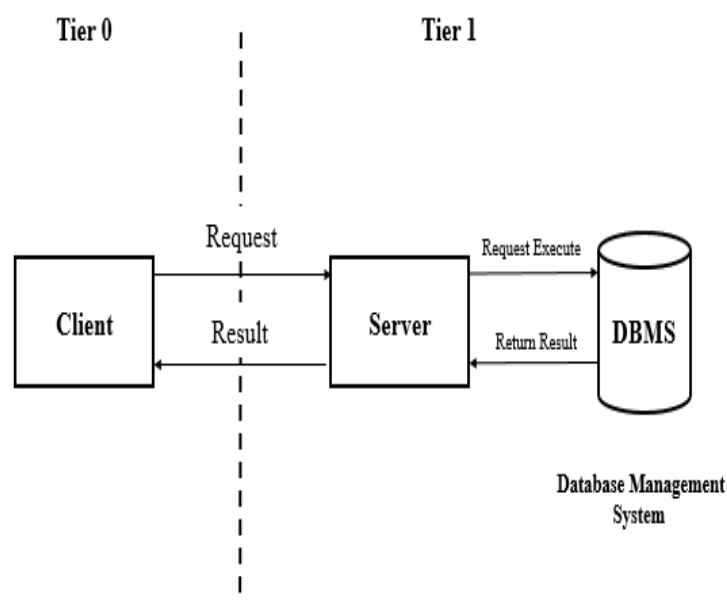 Tier 0
Tier 1
Request
Request Execute
Client
Result
Server
Return Result
DBMS
Database Management
System